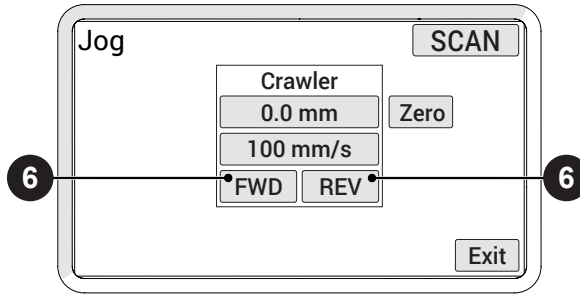 Jog
SCAN
Crawler
0.0 mm
Zero
100 mm/s
6
FWD
REV
6
Exit